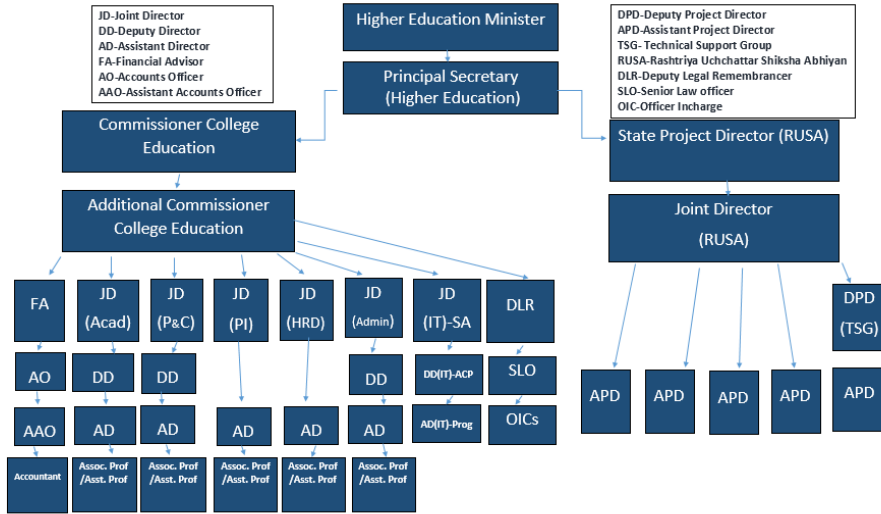 JD-Joint Director
DD-Deputy Director
AD-Assistant Director
FA-Financial Advisor
AO-Accounts Officer
AAO-Assistant Accounts Officer
Higher Education Minister
DPD-Deputy Project Director
APD-Assistant Project Director
TSG- Technical Support Group
RUSA-Rashtriya Uchchattar Shiksha Abhiyan
DLR-Deputy Legal Remembrancer
SLO-Senior Law officer
OIC-Officer Incharge
Principal Secretary
(Higher Education)
Commissioner College
Education
State Project Director (RUSA)
Additional Commissioner
College Education
Joint Director
(RUSA)
FA
JD
(Acad)
JD
(P&C)
JD
(PI)
JD
(HRD)
JD
(Admin)
JD
(IT)-SA
DLR
DPD
(TSG)
AO
DD
DD
DD
DD(IT)-ACP
SLO
APD
APD
APD
APD
APD
AAO
AD
AD
AD
AD
AD
AD(IT)-Prog
OICs
Accountant
Assoc. Prof
/Asst. Prof
Assoc. Prof
/Asst. Prof
Assoc. Prof
/Asst. Prof
Assoc. Prof
/Asst. Prof
Assoc. Prof
/Asst. Prof